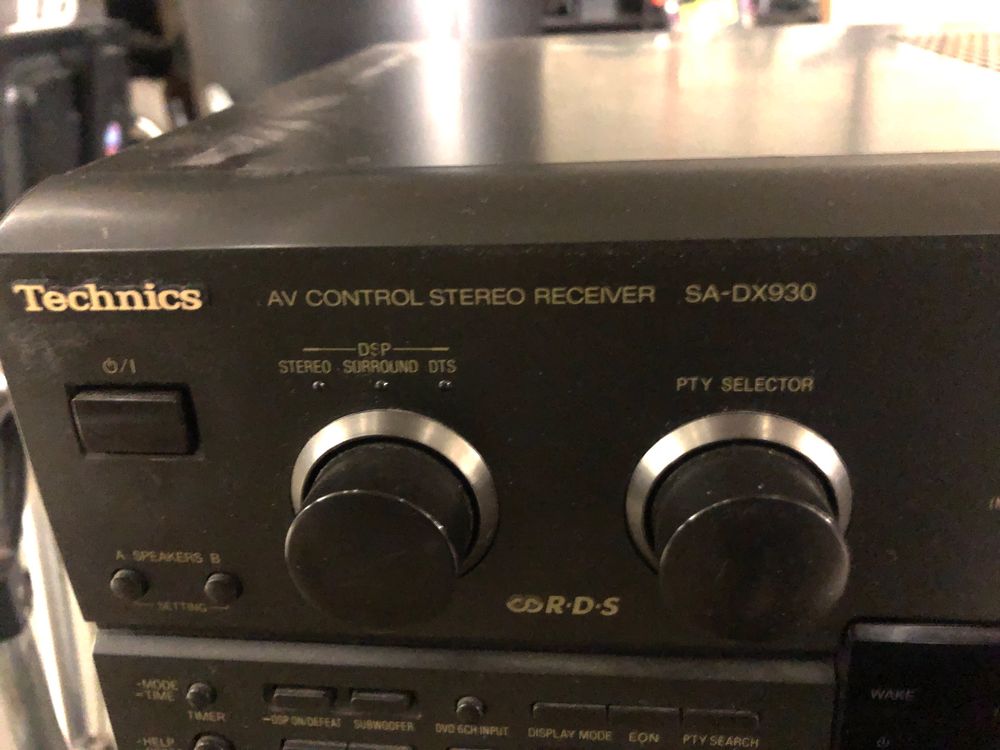 Technics AV CONTROL STEREO RECEIVER SA-DX930
DSP
STEREO SURROUND DTS
⏻/I
PTY SELECTOR
A SPEAKERS B
SETTING
R·D·S
-MODE
-TIME
TIMER
-DSP ON/DEFEAT SUBWOOFER DVD 6CH INPUT DISPLAY MODE EON PTY SEARCH
WAKE
-HELP